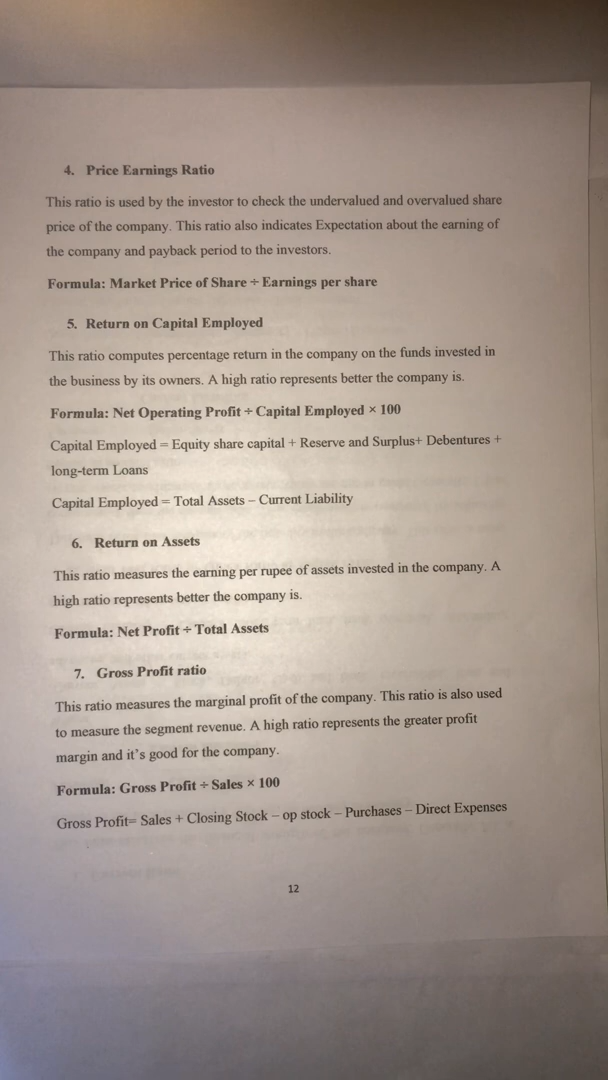 4. Price Earnings Ratio
This ratio is used by the investor to check the undervalued and overvalued share
price of the company. This ratio also indicates Expectation about the earning of
the company and payback period to the investors.
Formula: Market Price of Share ÷ Earnings per share
5. Return on Capital Employed
This ratio computes percentage return in the company on the funds invested in
the business by its owners. A high ratio represents better the company is.
Formula: Net Operating Profit ÷ Capital Employed × 100
Capital Employed = Equity share capital + Reserve and Surplus+ Debentures +
long-term Loans
Capital Employed = Total Assets – Current Liability
6. Return on Assets
This ratio measures the earning per rupee of assets invested in the company. A
high ratio represents better the company is.
Formula: Net Profit ÷ Total Assets
7. Gross Profit ratio
This ratio measures the marginal profit of the company. This ratio is also used
to measure the segment revenue. A high ratio represents the greater profit
margin and it's good for the company.
Formula: Gross Profit ÷ Sales × 100
Gross Profit= Sales + Closing Stock – op stock – Purchases – Direct Expenses
12